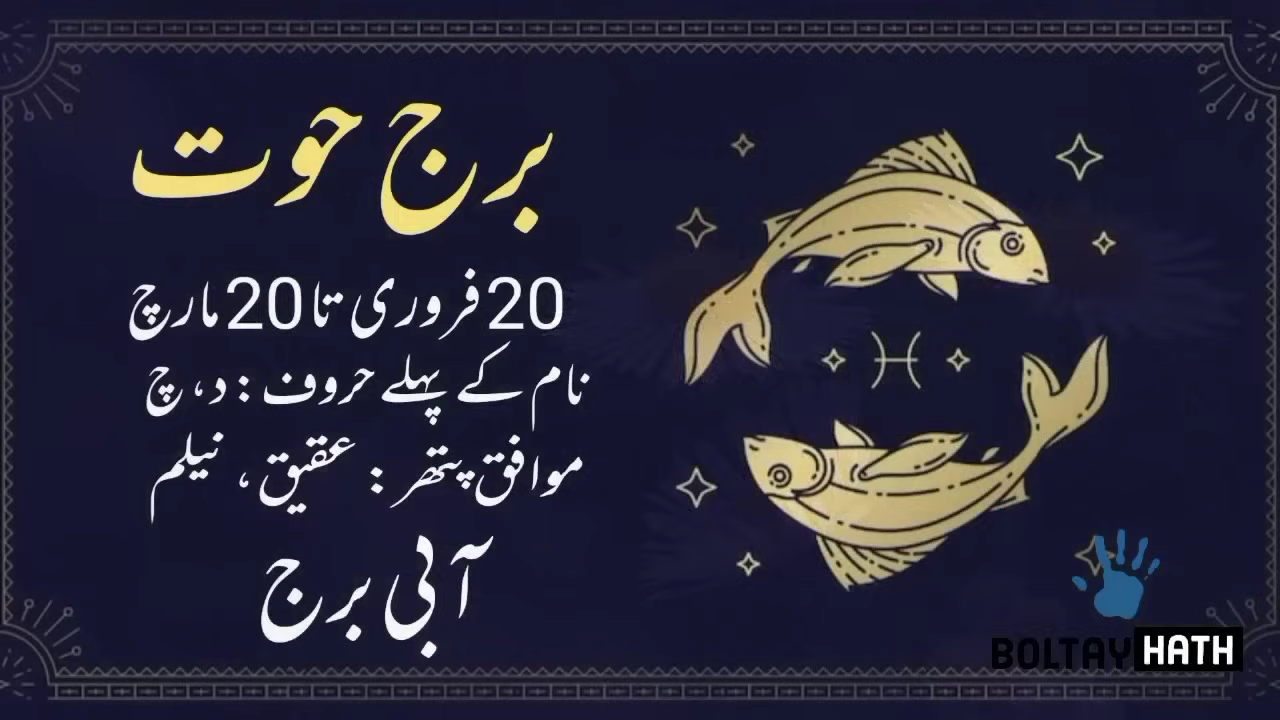 برج حوت
20 فروری تا 20 مارچ
نام کے پہلے حروف : د، چ
موافق پتھر : عقیق، نیلم
آبی برج
BOLTAY HATH